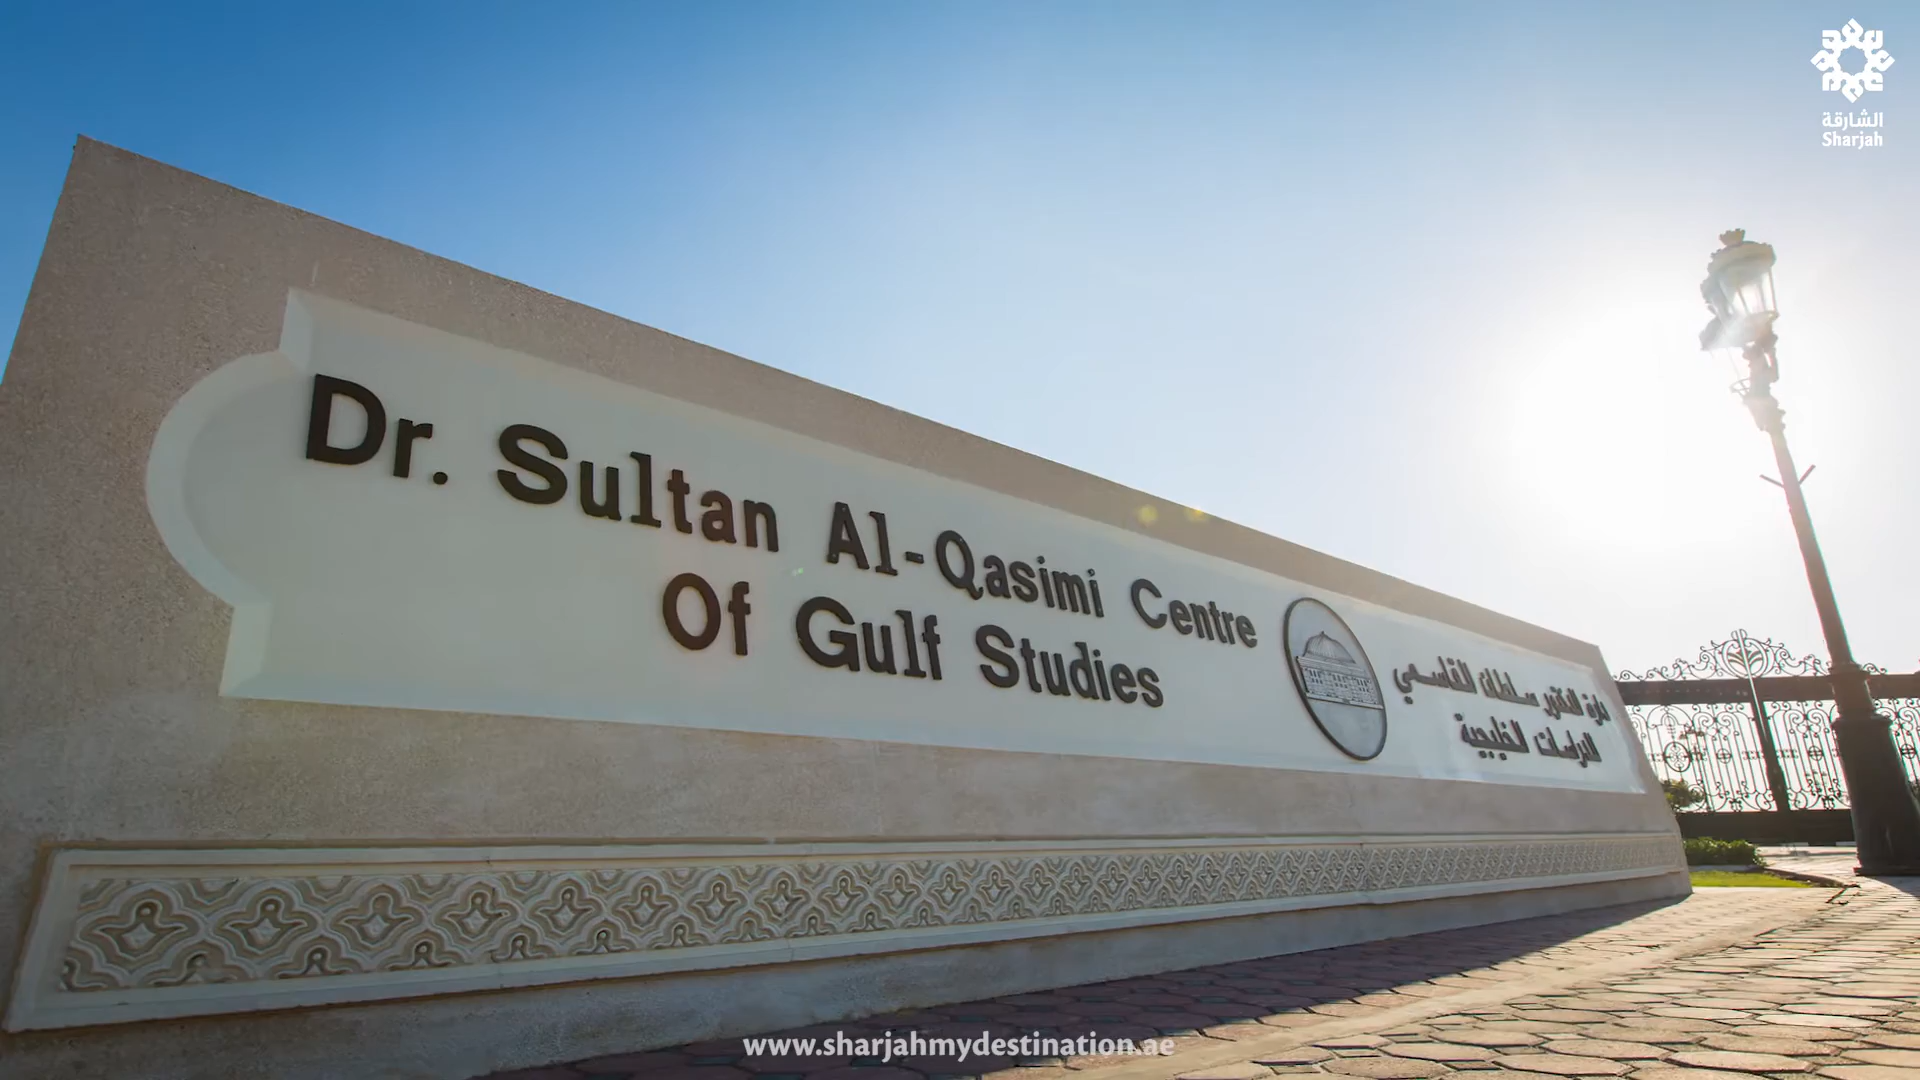 الشارقة
Sharjah
Dr. Sultan Al-Qasimi Centre
Of Gulf Studies
دارة الدكتور سلطان القاسمي
للدراسات الخليجية
www.sharjahmydestination.ae